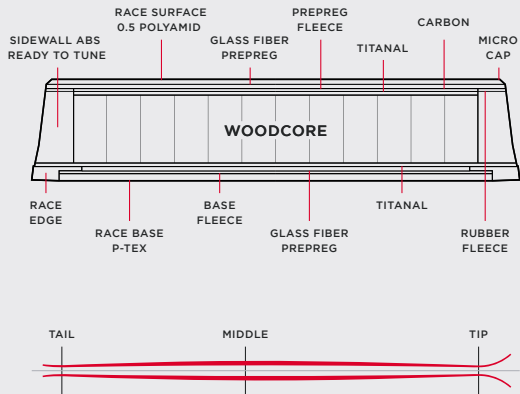 RACE SURFACE
0.5 POLYAMID
PREPREG
FLEECE
CARBON
SIDEWALL ABS
READY TO TUNE
GLASS FIBER
PREPREG
TITANAL
MICRO
CAP
WOODCORE
RACE
EDGE
BASE
FLEECE
TITANAL
RACE BASE
P-TEX
GLASS FIBER
PREPREG
RUBBER
FLEECE
TAIL
MIDDLE
TIP